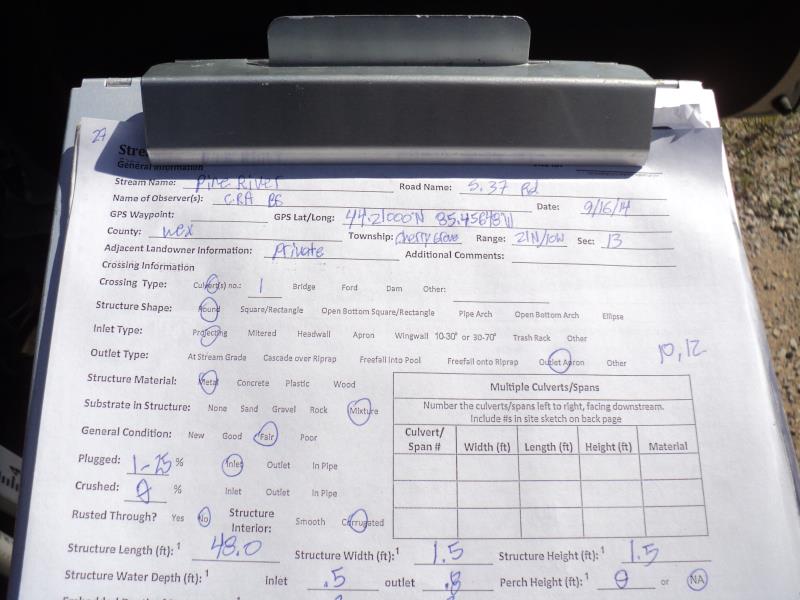 27
Stre
General Information
Stream Name: Pine River Road Name: S. 37 Rd
Name of Observer(s): CRA BG Date: 9/16/14
GPS Waypoint: GPS Lat/Long: 44.21000°N 85.45648°W
County: Wex Township: Cherry Grove Range: 21N/10W Sec: 13
Adjacent Landowner Information: Private Additional Comments:
Crossing Information
Crossing Type: Culvert(s) no.: 1 Bridge Ford Dam Other:
Structure Shape: Round Square/Rectangle Open Bottom Square/Rectangle Pipe Arch Open Bottom Arch Ellipse
Inlet Type: Projecting Mitered Headwall Apron Wingwall 10-30° or 30-70° Trash Rack Other
Outlet Type: At Stream Grade Cascade over Riprap Freefall into Pool Freefall onto Riprap Outlet Apron Other 10,12
Structure Material: Metal Concrete Plastic Wood
Multiple Culverts/Spans
Substrate in Structure: None Sand Gravel Rock Mixture
Number the culverts/spans left to right, facing downstream.
Include #s in site sketch on back page
General Condition: New Good Fair Poor
Culvert/ Span # Width (ft) Length (ft) Height (ft) Material
Plugged: 1-25 % Inlet Outlet In Pipe
Crushed: 0 % Inlet Outlet In Pipe
Rusted Through? Yes No Structure Interior: Smooth Corrugated
Structure Length (ft): 1 48.0 Structure Width (ft): 1 1.5 Structure Height (ft): 1 1.5
Structure Water Depth (ft): 1 inlet .5 outlet .8 Perch Height (ft): 1 0 or NA